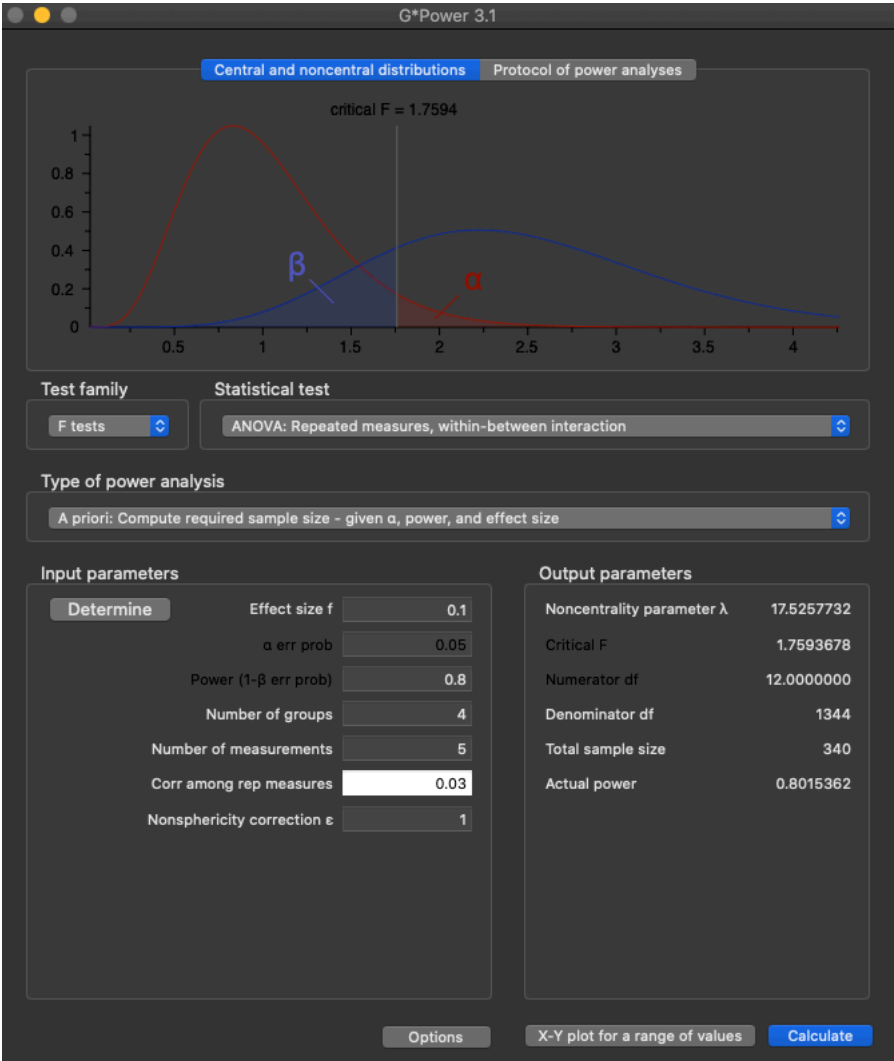 G*Power 3.1
Central and noncentral distributions Protocol of power analyses
critical F = 1.7594
1
0.8
0.6
0.4
0.2
0
β
α
0.5 1 1.5 2 2.5 3 3.5 4
Test family Statistical test
F tests ANOVA: Repeated measures, within-between interaction
Type of power analysis
A priori: Compute required sample size - given α, power, and effect size
Input parameters Output parameters
Determine Effect size f 0.1 Noncentrality parameter λ 17.5257732
α err prob 0.05 Critical F 1.7593678
Power (1-β err prob) 0.8 Numerator df 12.0000000
Number of groups 4 Denominator df 1344
Number of measurements 5 Total sample size 340
Corr among rep measures 0.03 Actual power 0.8015362
Nonsphericity correction ε 1
Options X-Y plot for a range of values Calculate